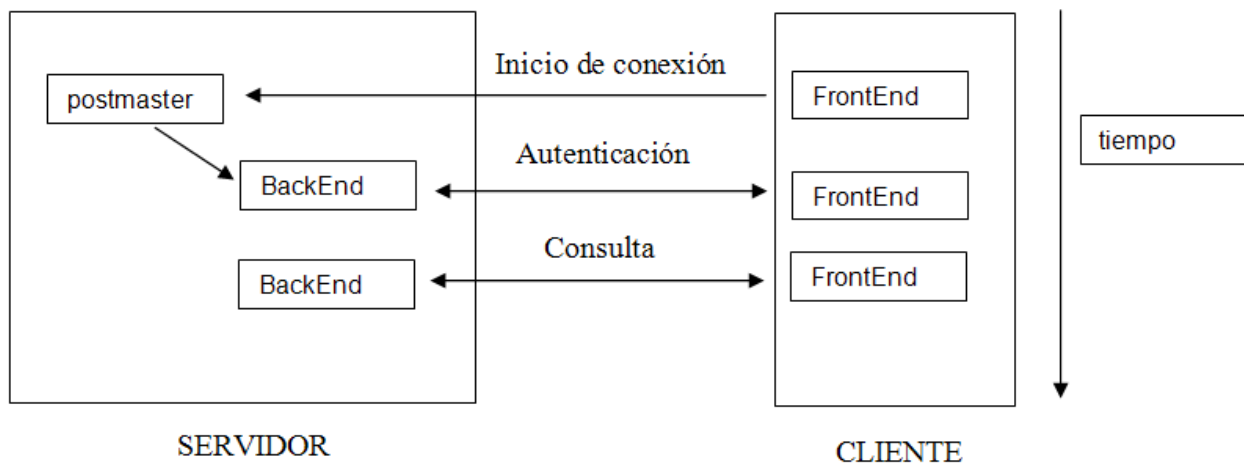 Inicio de conexión
postmaster
FrontEnd
tiempo
Autenticación
BackEnd
FrontEnd
Consulta
BackEnd
FrontEnd
SERVIDOR
CLIENTE